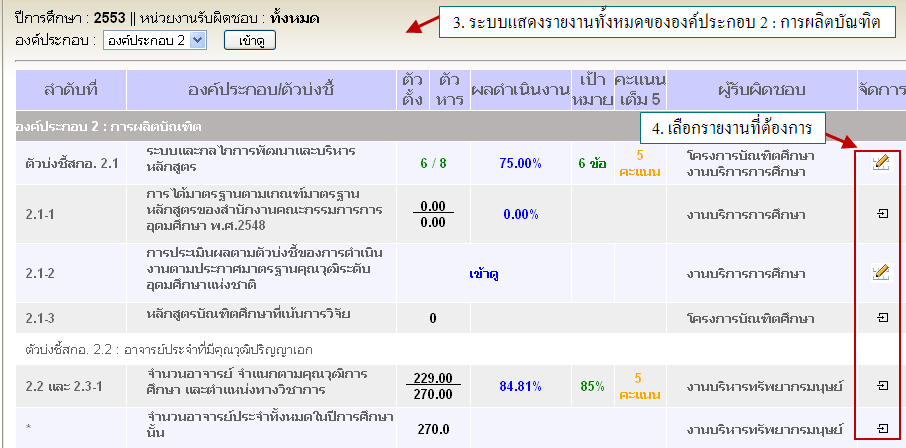 ปีการศึกษา : 2553 || หน่วยงานรับผิดชอบ : ทั้งหมด
องค์ประกอบ : องค์ประกอบ 2 เข้าดู
3. ระบบแสดงรายงานทั้งหมดขององค์ประกอบ 2 : การผลิตบัณฑิต
ลำดับที่ องค์ประกอบ/ตัวบ่งชี้ ตัวตั้ง ตัวหาร ผลดำเนินงาน เป้าหมาย คะแนนเต็ม 5 ผู้รับผิดชอบ จัดการ
องค์ประกอบ 2 : การผลิตบัณฑิต
4. เลือกรายงานที่ต้องการ
ตัวบ่งชี้สกอ. 2.1 ระบบและกลไกการพัฒนาและบริหาร
หลักสูตร 6 / 8 75.00% 6 ข้อ 5
คะแนน โครงการบัณฑิตศึกษา
งานบริการการศึกษา
2.1-1 การได้มาตรฐานตามเกณฑ์มาตรฐาน
หลักสูตรของสำนักงานคณะกรรมการการ
อุดมศึกษา พ.ศ.2548 0.00
0.00 0.00% งานบริการการศึกษา
2.1-2 การประเมินผลตามตัวบ่งชี้ของการดำเนิน
งานตามประกาศมาตรฐานคุณวุฒิระดับ
อุดมศึกษาแห่งชาติ เข้าดู งานบริการการศึกษา
2.1-3 หลักสูตรบัณฑิตศึกษาที่เน้นการวิจัย 0 โครงการบัณฑิตศึกษา
ตัวบ่งชี้สกอ. 2.2 : อาจารย์ประจำที่มีคุณวุฒิปริญญาเอก
2.2 และ 2.3-1 จำนวนอาจารย์ จำแนกตามคุณวุฒิการ
ศึกษา และตำแหน่งทางวิชาการ 229.00
270.00 84.81% 85% 5
คะแนน งานบริหารทรัพยากรมนุษย์
* จำนวนอาจารย์ประจำทั้งหมดในปีการศึกษา
นั้น 270.0 งานบริหารทรัพยากรมนุษย์